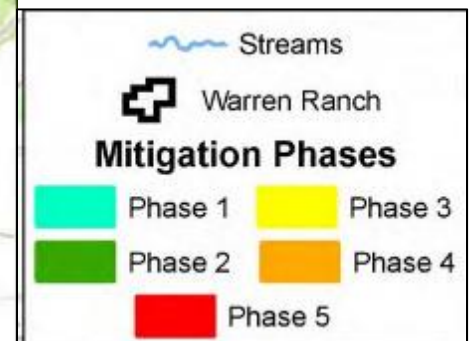 Streams
Warren Ranch
Mitigation Phases
Phase 1 Phase 3
Phase 2 Phase 4
Phase 5